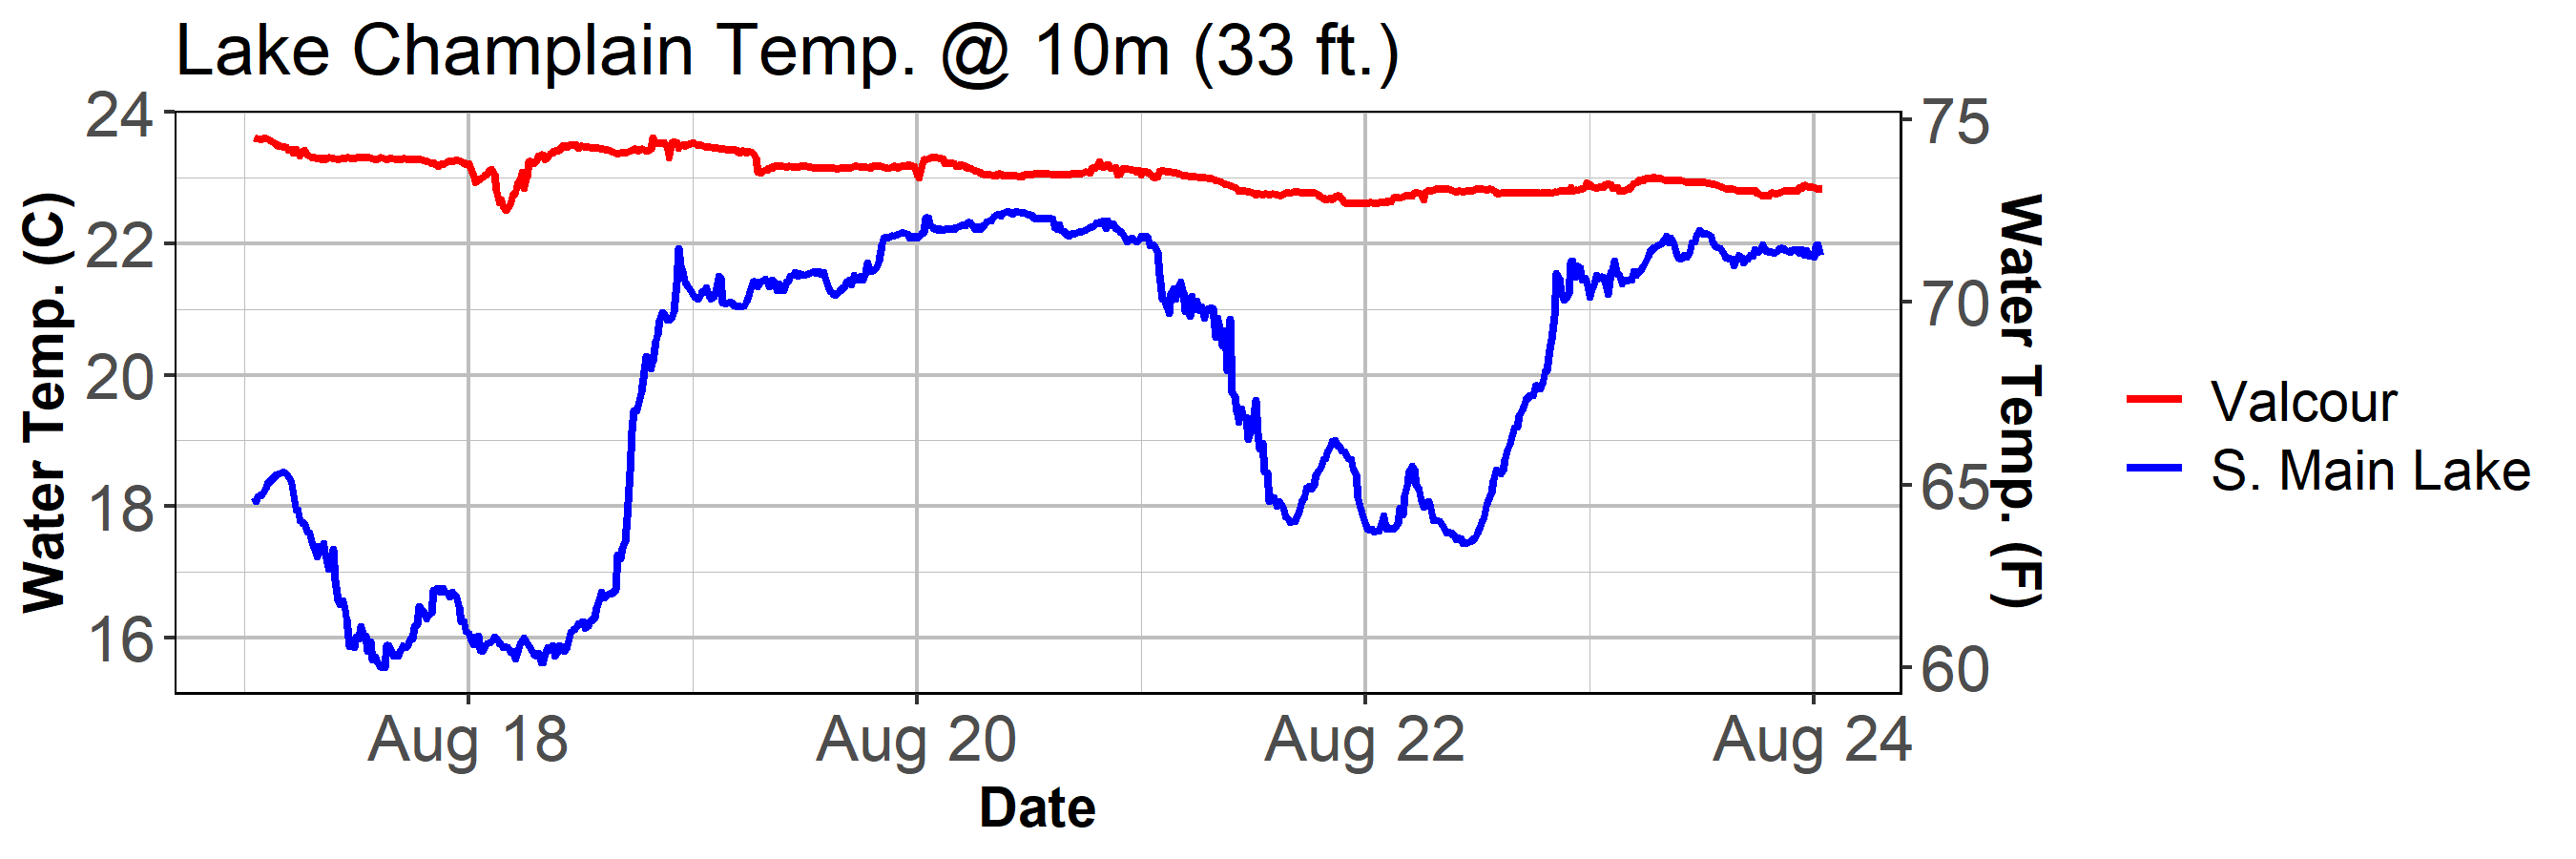 Lake Champlain Temp. @ 10m (33 ft.)
Water Temp. (C)
24
22
20
18
16
75
70
65
60
Water Temp. (F)
Aug 18
Aug 20
Aug 22
Aug 24
Date
Valcour
S. Main Lake